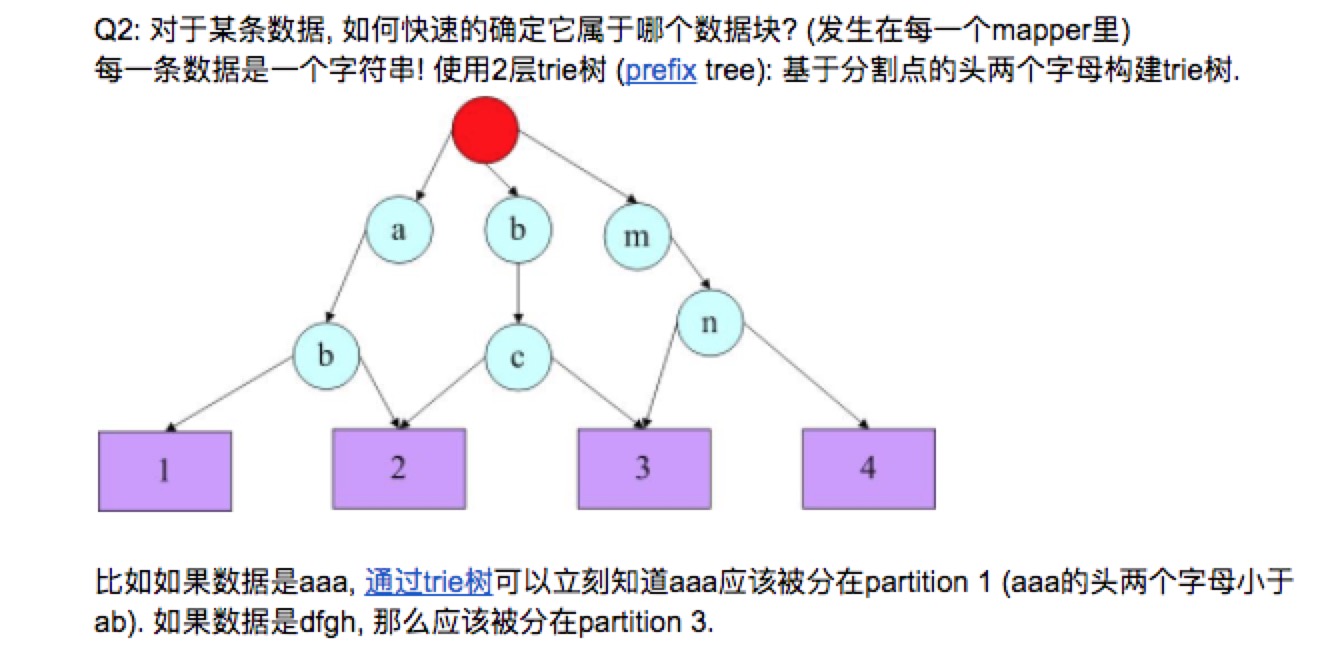 Q2: 对于某条数据, 如何快速的确定它属于哪个数据块? (发生在每一个mapper里)
每一条数据是一个字符串! 使用2层trie树 (prefix tree): 基于分割点的头两个字母构建trie树.
a
b
m
n
b
c
1
2
3
4
比如如果数据是aaa, 通过trie树可以立刻知道aaa应该被分在partition 1 (aaa的头两个字母小于
ab). 如果数据是dfgh, 那么应该被分在partition 3.